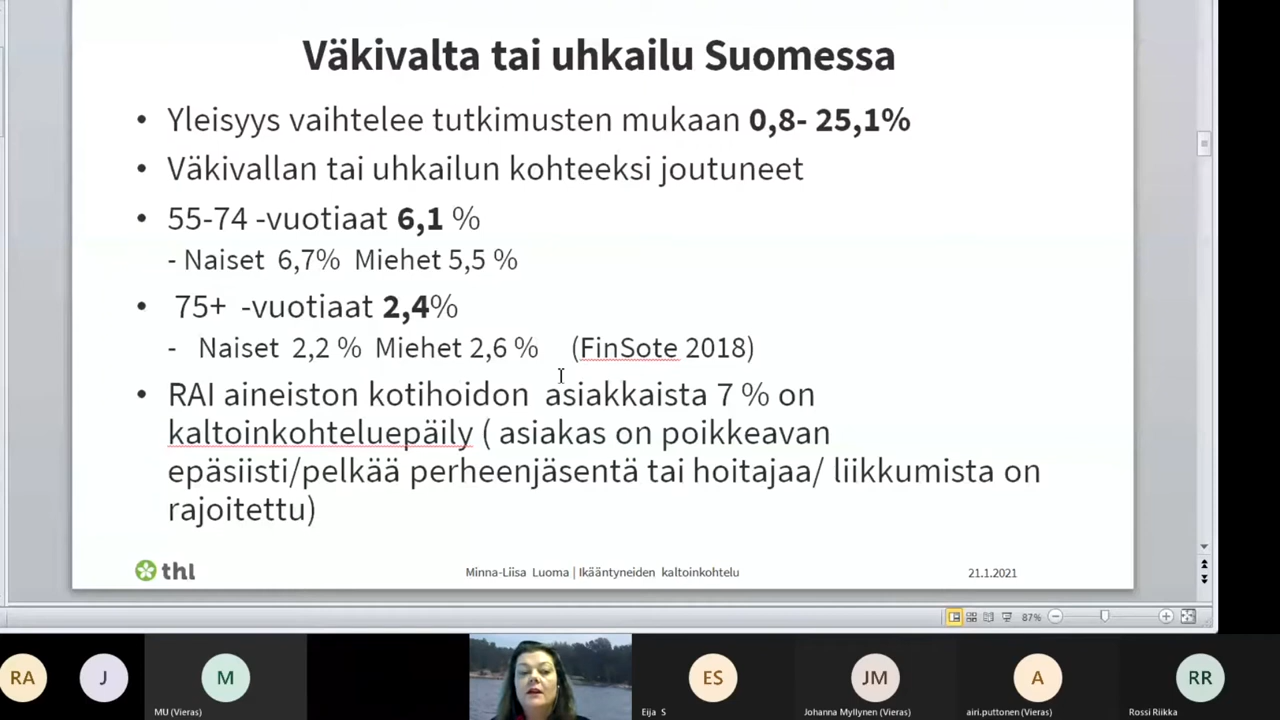 Väkivalta tai uhkailu Suomessa
• Yleisyys vaihtelee tutkimusten mukaan 0,8- 25,1%
• Väkivallan tai uhkailun kohteeksi joutuneet
• 55-74 -vuotiaat 6,1 %
- Naiset 6,7% Miehet 5,5 %
• 75+ -vuotiaat 2,4%
- Naiset 2,2 % Miehet 2,6 % (FinSote 2018)
• RAI aineiston kotihoidon asiakkaista 7 % on
kaltoinkohteluepäily ( asiakas on poikkeavan
epäsiisti/pelkää perheenjäsentä tai hoitajaa/ liikkumista on
rajoitettu)
thl
Minna-Liisa Luoma | Ikääntyneiden kaltoinkohtelu
21.1.2021
87%
RA
J
M
ES
JM
A
RR
MU (Vieras)
Eija S
Johanna Myllynen (Vieras)
airi.puttonen (Vieras)
Rossi Riikka